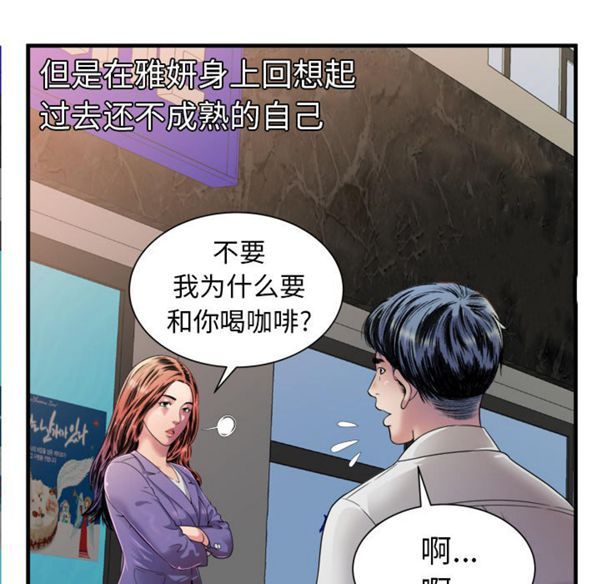 但是在雅妍身上回想起
过去还不成熟的自己
不要
我为什么要
和你喝咖啡?
啊…